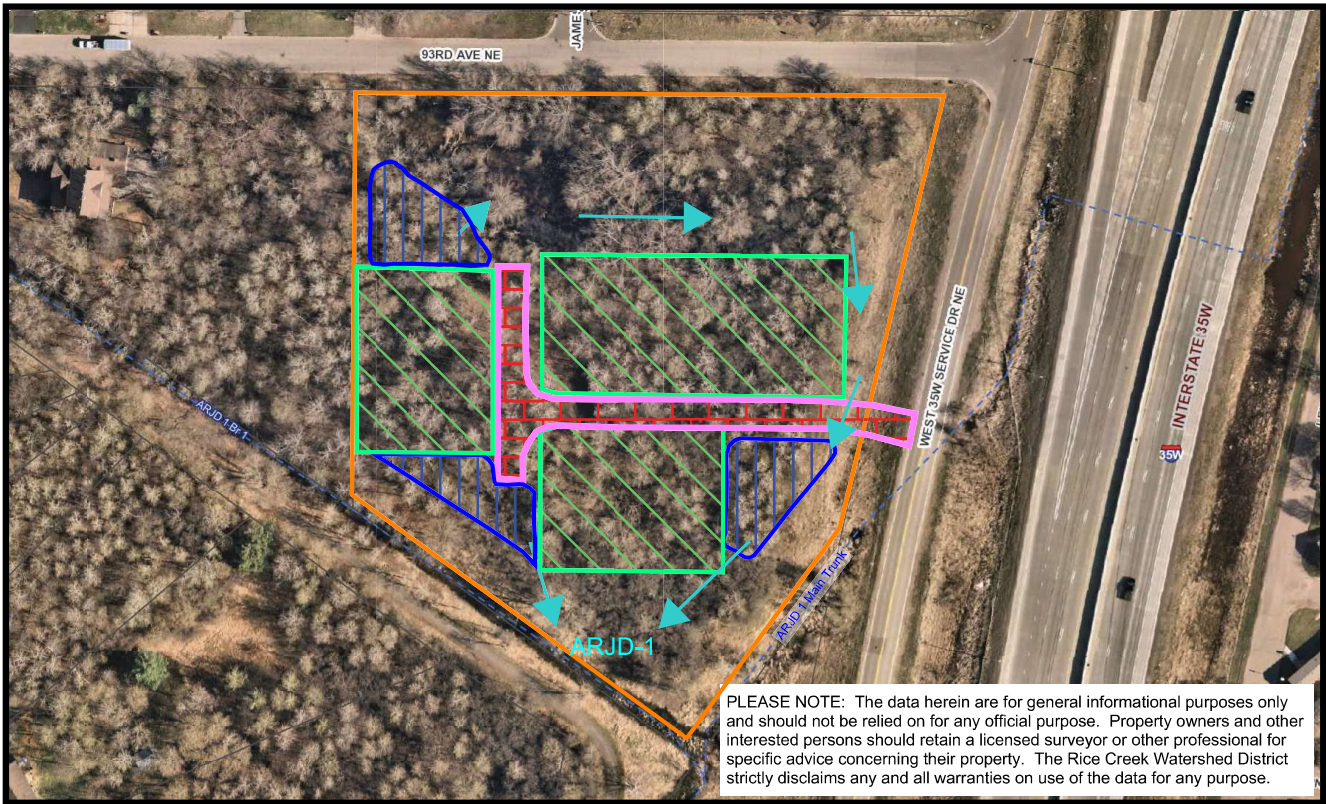 93RD AVE NE
JAMES
ARJD 1 Br 1
WEST 35W SERVICE DR NE
INTERSTATE 35W
35W
ARJD 1 Main Trunk
ARJD-1
PLEASE NOTE: The data herein are for general informational purposes only
and should not be relied on for any official purpose. Property owners and other
interested persons should retain a licensed surveyor or other professional for
specific advice concerning their property. The Rice Creek Watershed District
strictly disclaims any and all warranties on use of the data for any purpose.